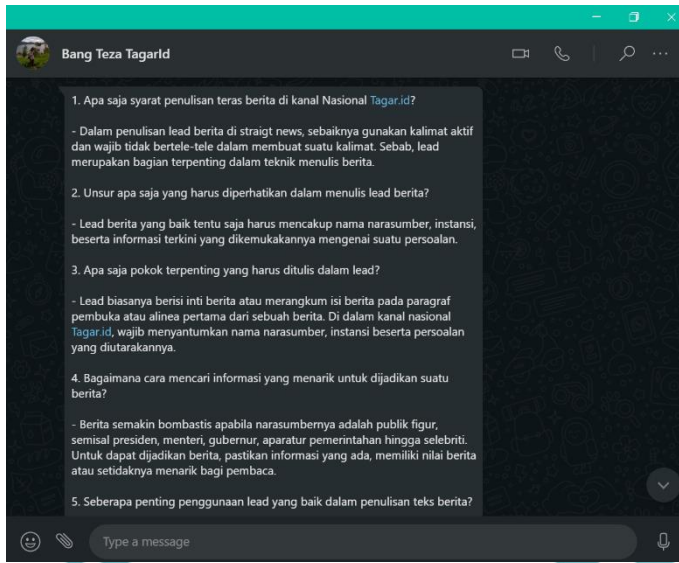 Bang Teza TagarId
1. Apa saja syarat penulisan teras berita di kanal Nasional Tagar.id?
- Dalam penulisan lead berita di straigt news, sebaiknya gunakan kalimat aktif
dan wajib tidak bertele-tele dalam membuat suatu kalimat. Sebab, lead
merupakan bagian terpenting dalam teknik menulis berita.
2. Unsur apa saja yang harus diperhatikan dalam menulis lead berita?
- Lead berita yang baik tentu saja harus mencakup nama narasumber, instansi,
beserta informasi terkini yang dikemukakannya mengenai suatu persoalan.
3. Apa saja pokok terpenting yang harus ditulis dalam lead?
- Lead biasanya berisi inti berita atau merangkum isi berita pada paragraf
pembuka atau alinea pertama dari sebuah berita. Di dalam kanal nasional
Tagar.id, wajib menyantumkan nama narasumber, instansi beserta persoalan
yang diutarakannya.
4. Bagaimana cara mencari informasi yang menarik untuk dijadikan suatu
berita?
- Berita semakin bombastis apabila narasumbernya adalah publik figur,
semisal presiden, menteri, gubernur, aparatur pemerintahan hingga selebriti.
Untuk dapat dijadikan berita, pastikan informasi yang ada, memiliki nilai berita
atau setidaknya menarik bagi pembaca.
5. Seberapa penting penggunaan lead yang baik dalam penulisan teks berita?
Type a message